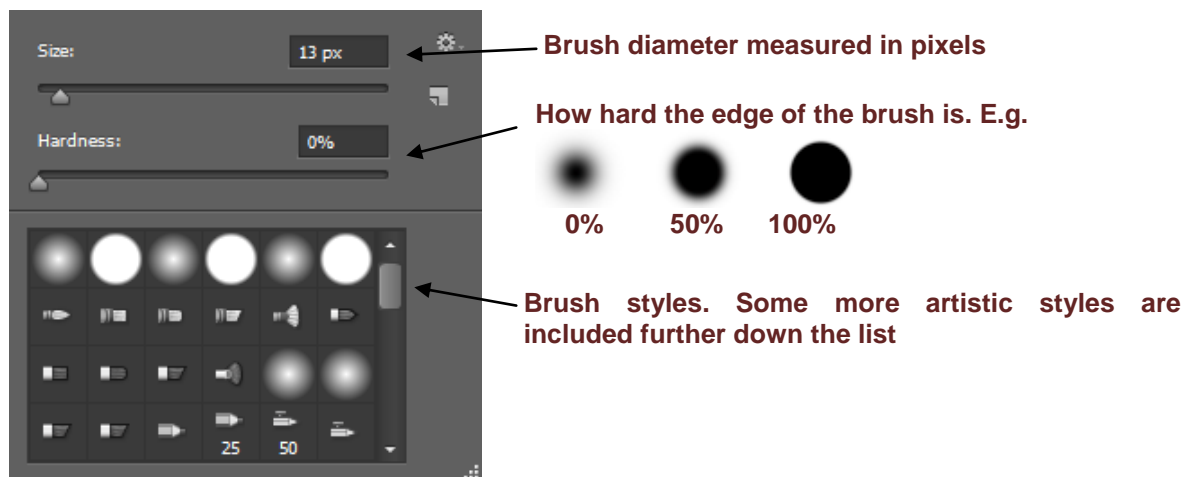 Size:
13 px
Brush diameter measured in pixels
How hard the edge of the brush is. E.g.
Hardness:
0%
0%
50%
100%
Brush styles. Some more artistic styles are
included further down the list
25
50